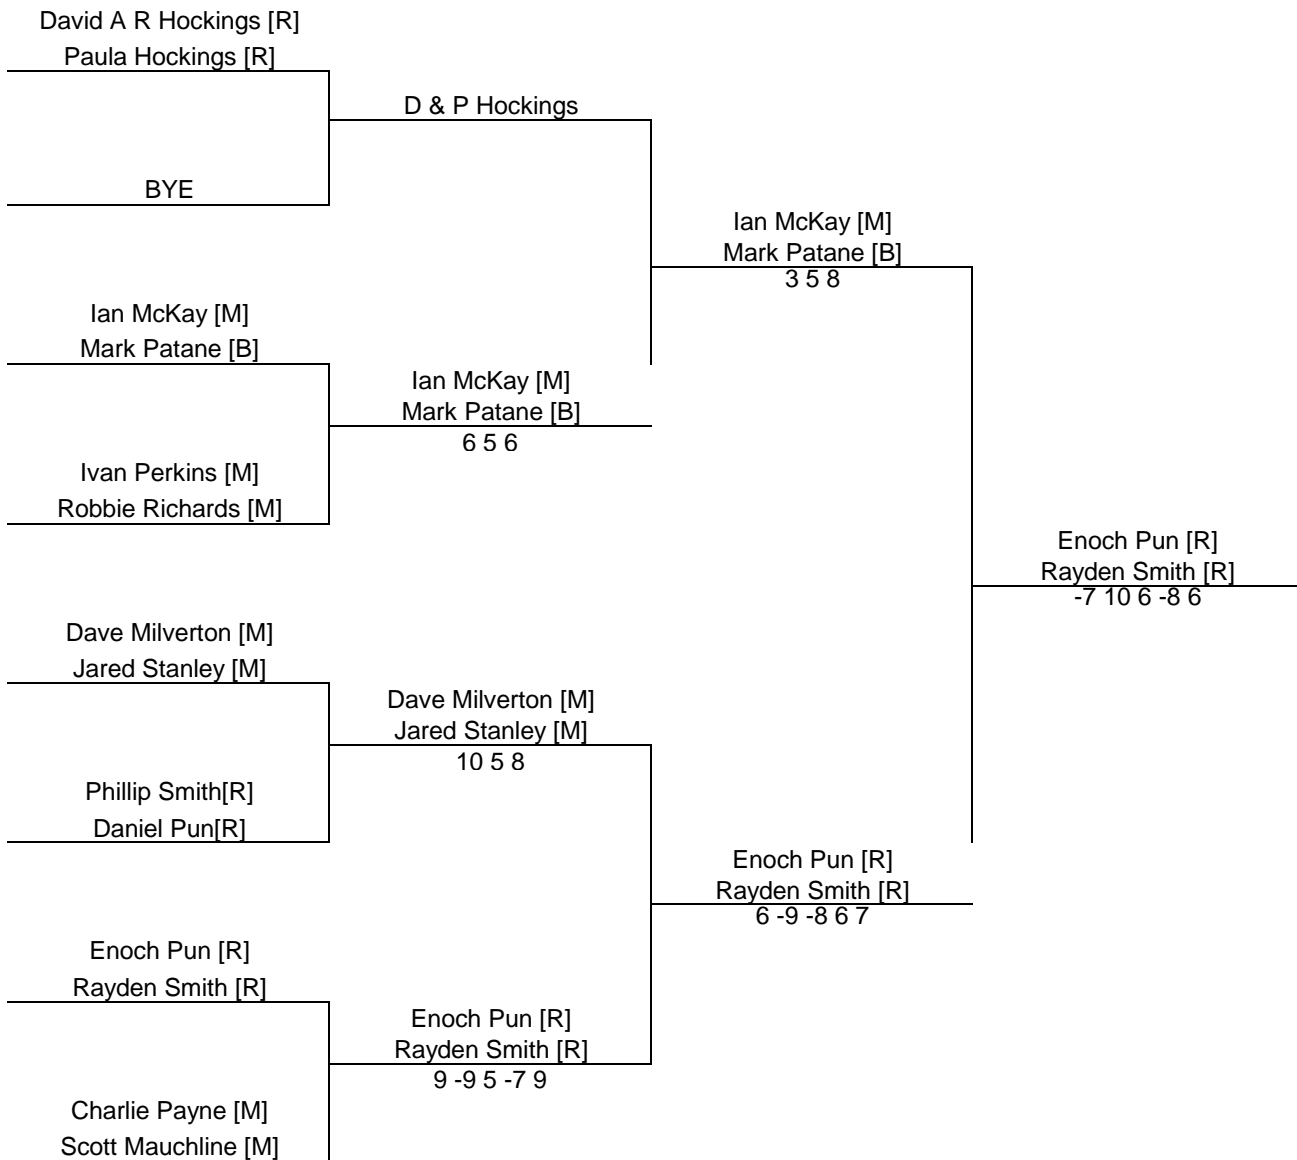 David A R Hockings [R]
Paula Hockings [R]
D & P Hockings
BYE
Ian McKay [M]
Mark Patane [B]
3 5 8
Ian McKay [M]
Mark Patane [B]
Ian McKay [M]
Mark Patane [B]
6 5 6
Ivan Perkins [M]
Robbie Richards [M]
Enoch Pun [R]
Rayden Smith [R]
-7 10 6 -8 6
Dave Milverton [M]
Jared Stanley [M]
Dave Milverton [M]
Jared Stanley [M]
10 5 8
Phillip Smith[R]
Daniel Pun[R]
Enoch Pun [R]
Rayden Smith [R]
6 -9 -8 6 7
Enoch Pun [R]
Rayden Smith [R]
Enoch Pun [R]
Rayden Smith [R]
9 -9 5 -7 9
Charlie Payne [M]
Scott Mauchline [M]